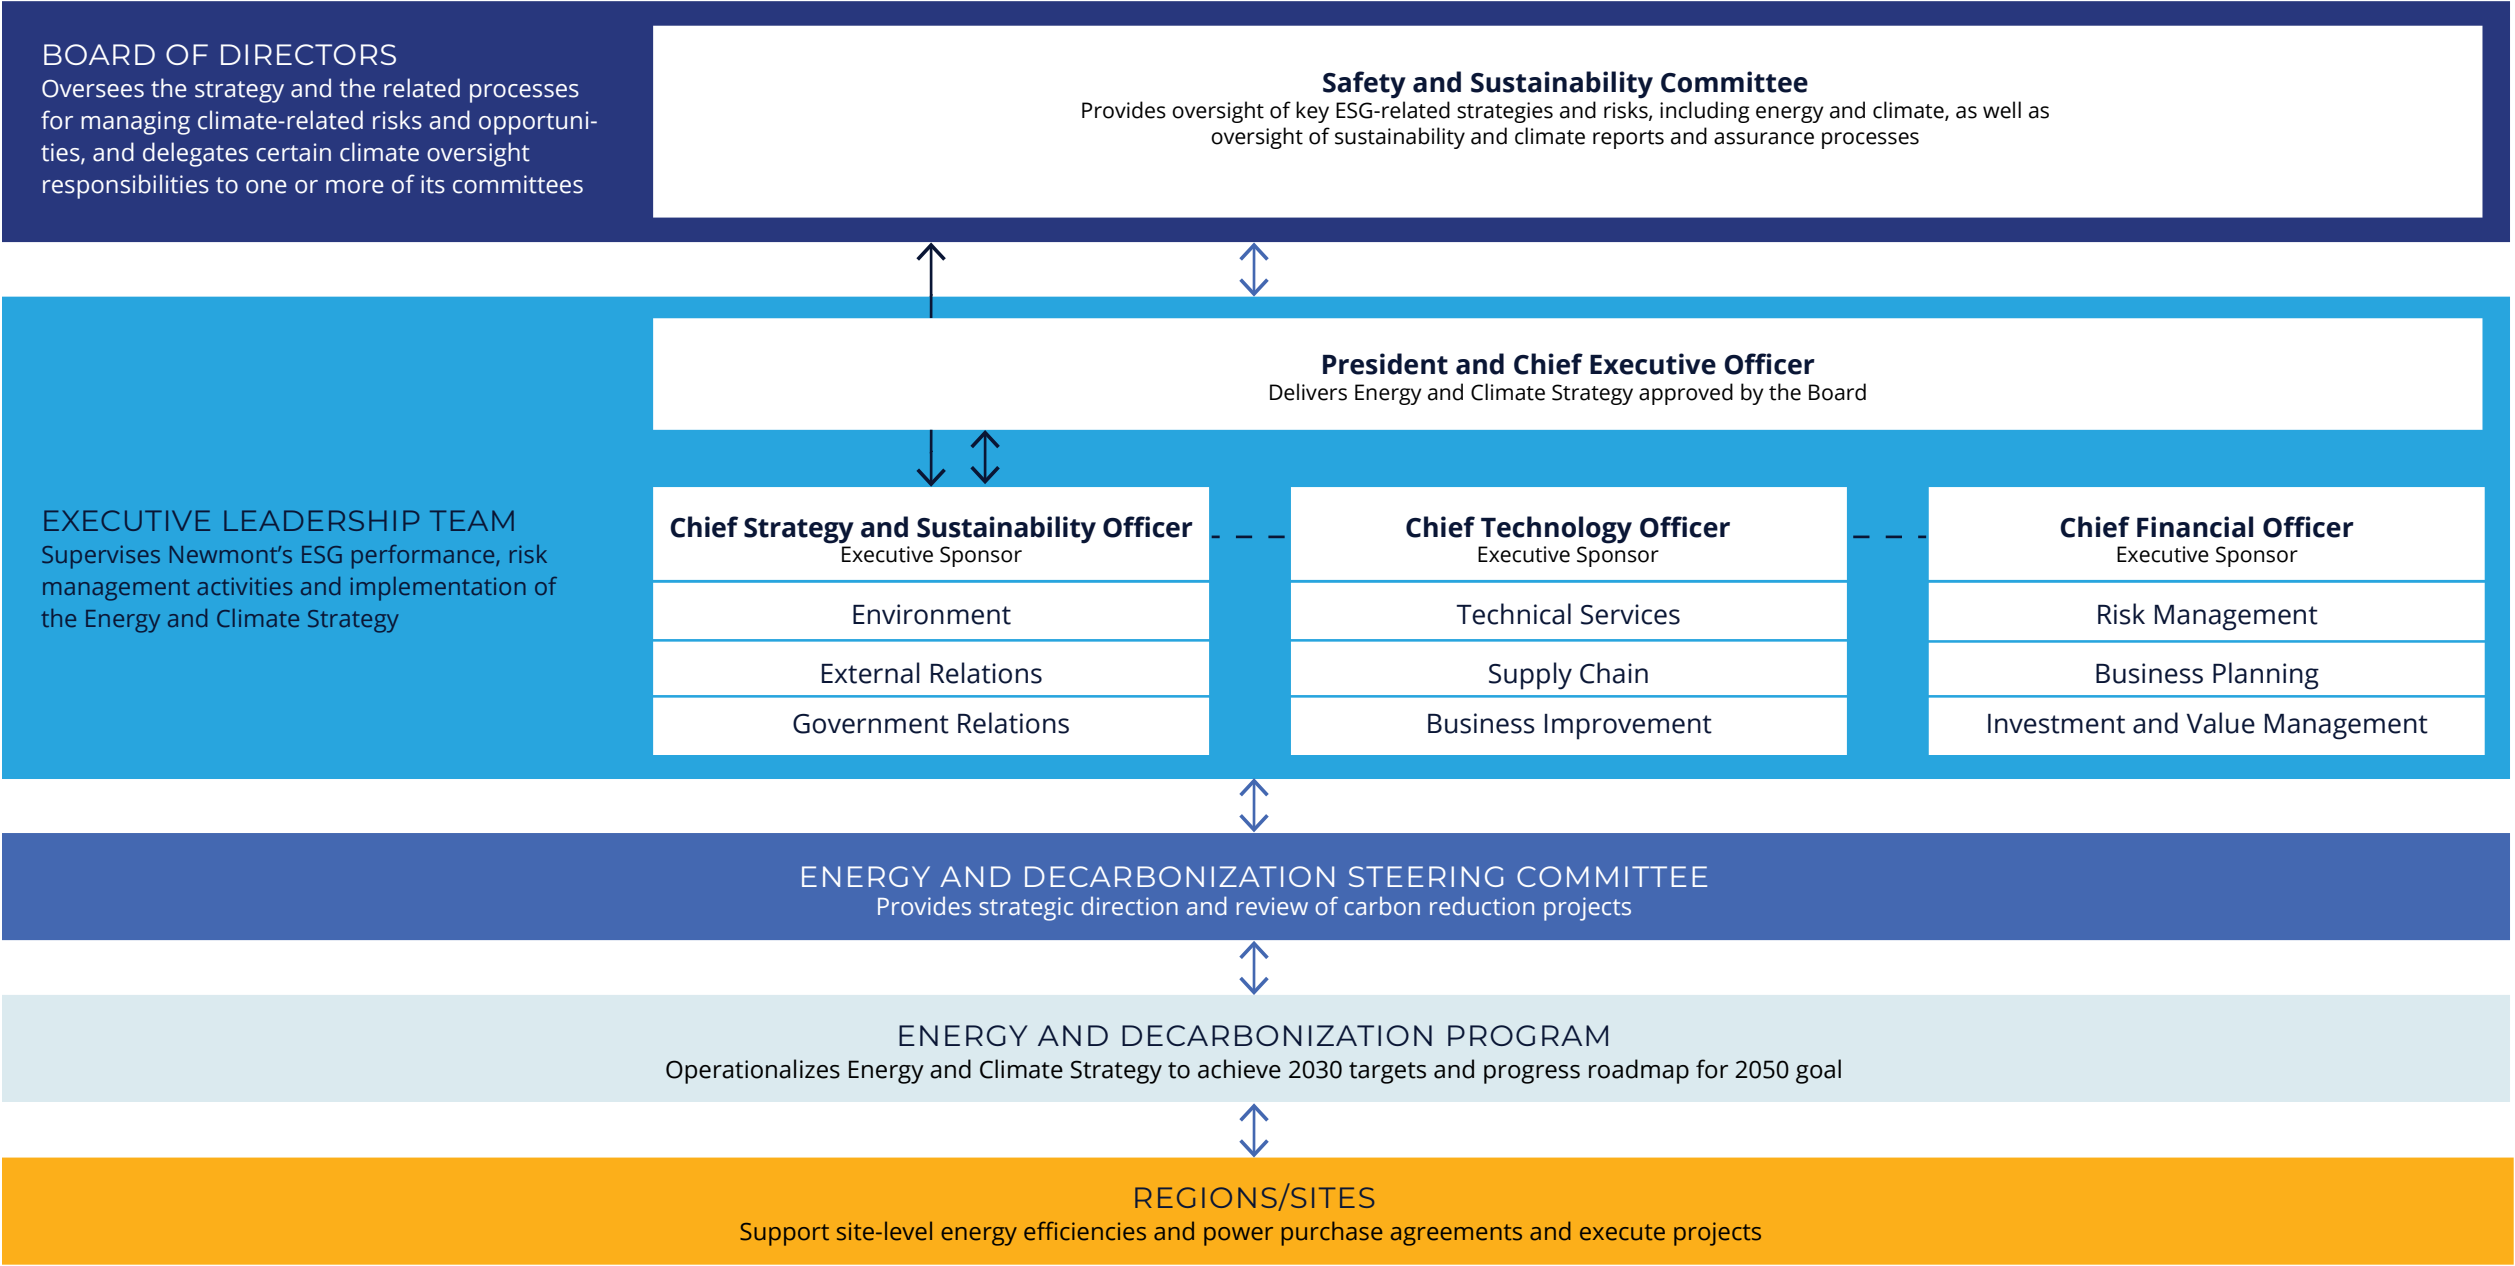 BOARD OF DIRECTORS
Oversees the strategy and the related processes
for managing climate-related risks and opportuni-
ties, and delegates certain climate oversight
responsibilities to one or more of its committees
Safety and Sustainability Committee
Provides oversight of key ESG-related strategies and risks, including energy and climate, as well as
oversight of sustainability and climate reports and assurance processes
President and Chief Executive Officer
Delivers Energy and Climate Strategy approved by the Board
EXECUTIVE LEADERSHIP TEAM
Supervises Newmont’s ESG performance, risk
management activities and implementation of
the Energy and Climate Strategy
Chief Strategy and Sustainability Officer
Executive Sponsor
Environment
External Relations
Government Relations
Chief Technology Officer
Executive Sponsor
Technical Services
Supply Chain
Business Improvement
Chief Financial Officer
Executive Sponsor
Risk Management
Business Planning
Investment and Value Management
ENERGY AND DECARBONIZATION STEERING COMMITTEE
Provides strategic direction and review of carbon reduction projects
ENERGY AND DECARBONIZATION PROGRAM
Operationalizes Energy and Climate Strategy to achieve 2030 targets and progress roadmap for 2050 goal
REGIONS/SITES
Support site-level energy efficiencies and power purchase agreements and execute projects